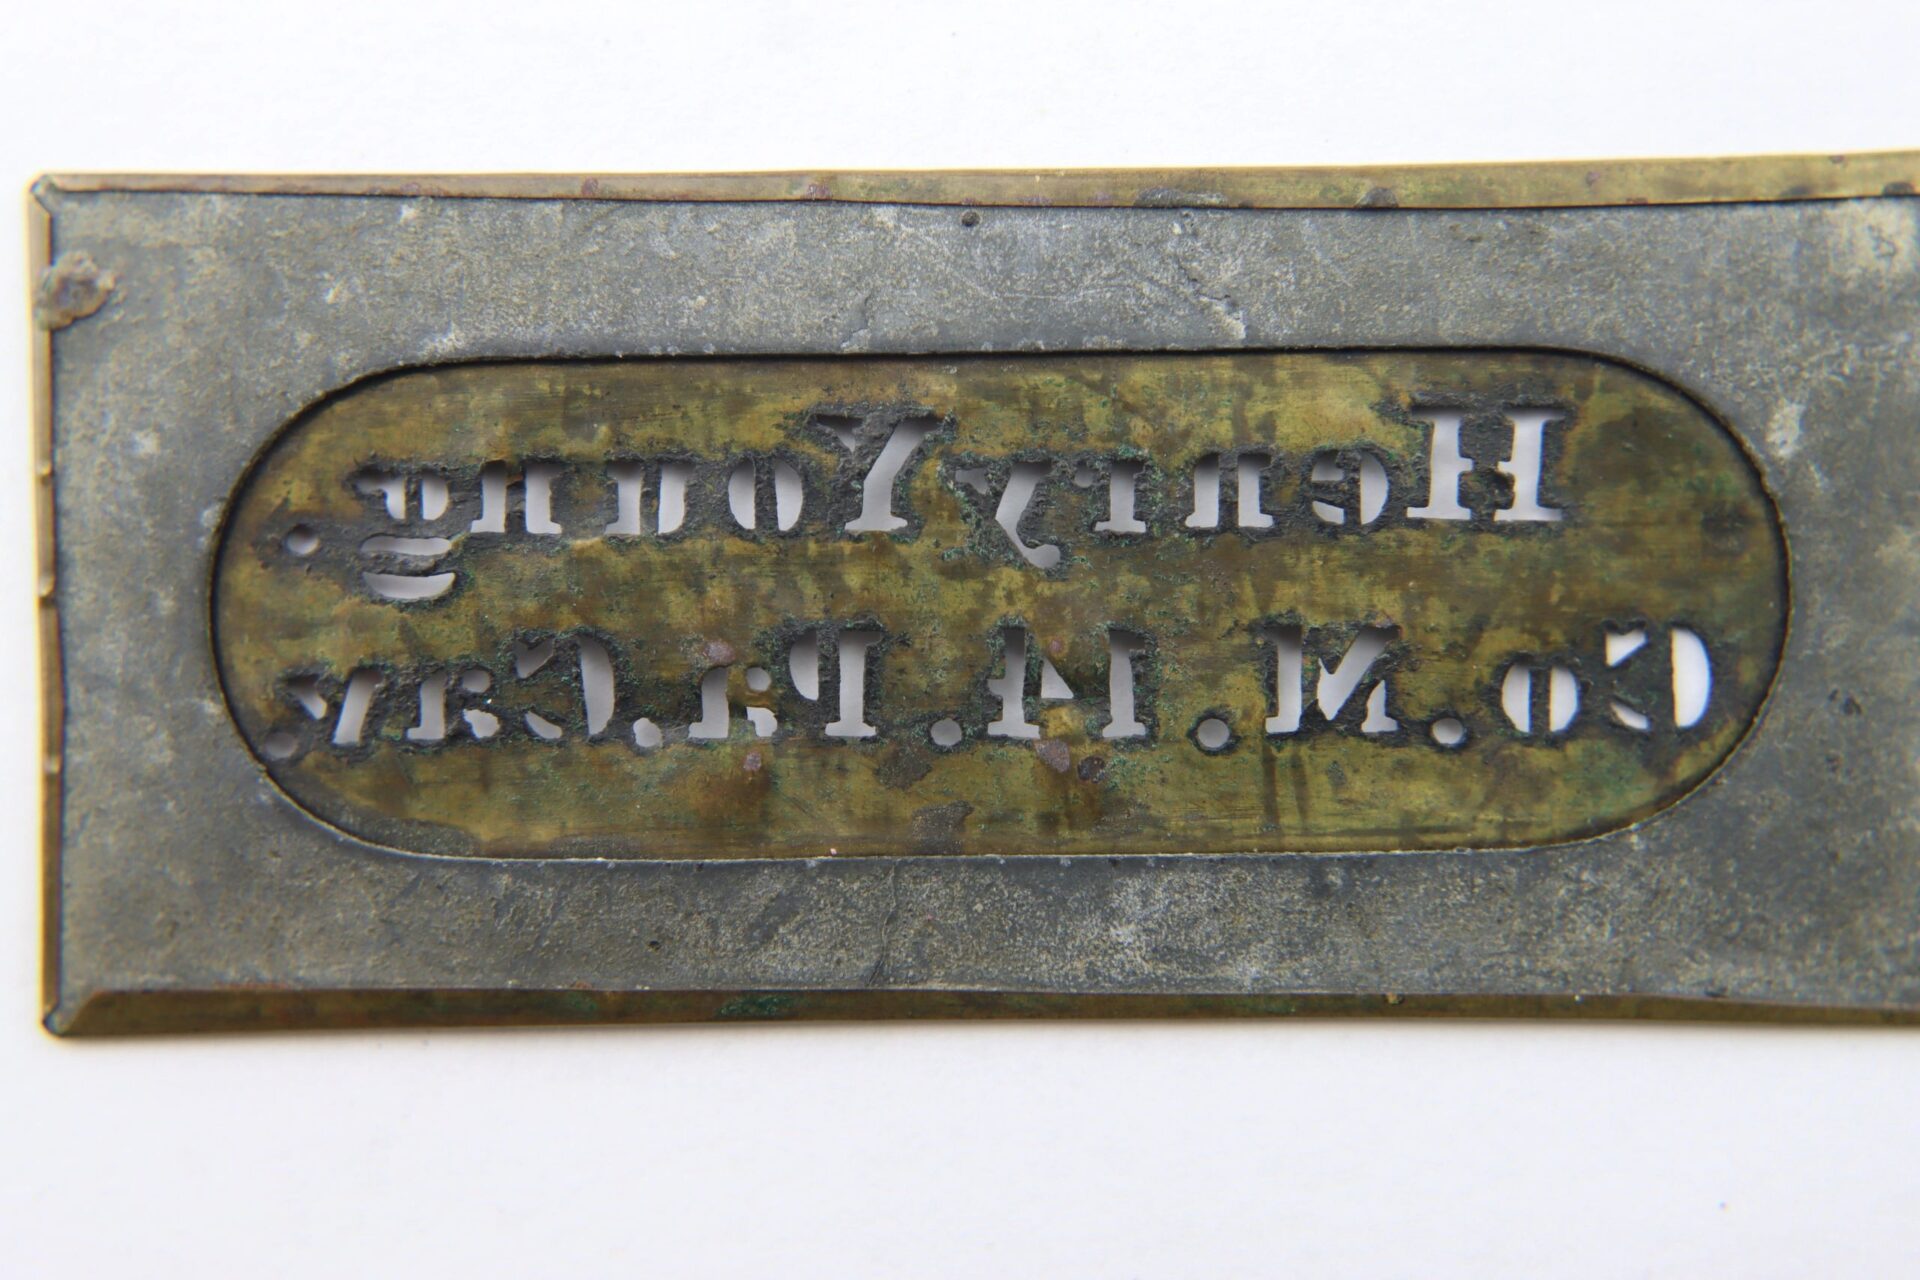 Henry Young.
Co. M. 14. Pa. Cav.